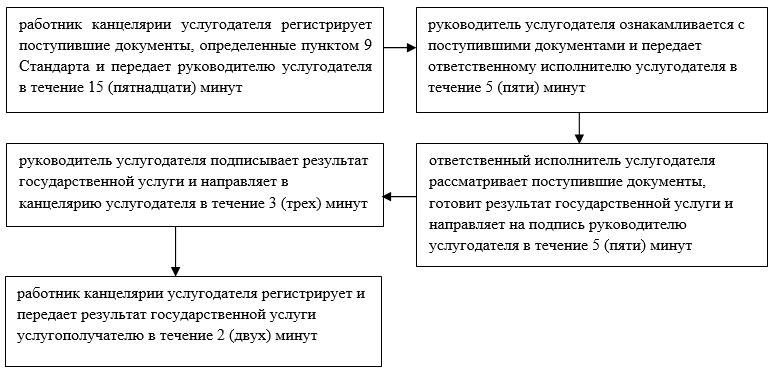 работник канцелярии услугодателя регистрирует
поступившие документы, определенные пунктом 9
Стандарта и передает руководителю услугодателя
в течение 15 (пятнадцати) минут
руководитель услугодателя ознакамливается с
поступившими документами и передает
ответственному исполнителю услугодателя в
течение 5 (пяти) минут
ответственный исполнитель услугодателя
рассматривает поступившие документы,
готовит результат государственной услуги и
направляет на подпись руководителю
услугодателя в течение 5 (пяти) минут
руководитель услугодателя подписывает результат
государственной услуги и направляет в
канцелярию услугодателя в течение 3 (трех) минут
работник канцелярии услугодателя регистрирует и
передает результат государственной услуги
услугополучателю в течение 2 (двух) минут